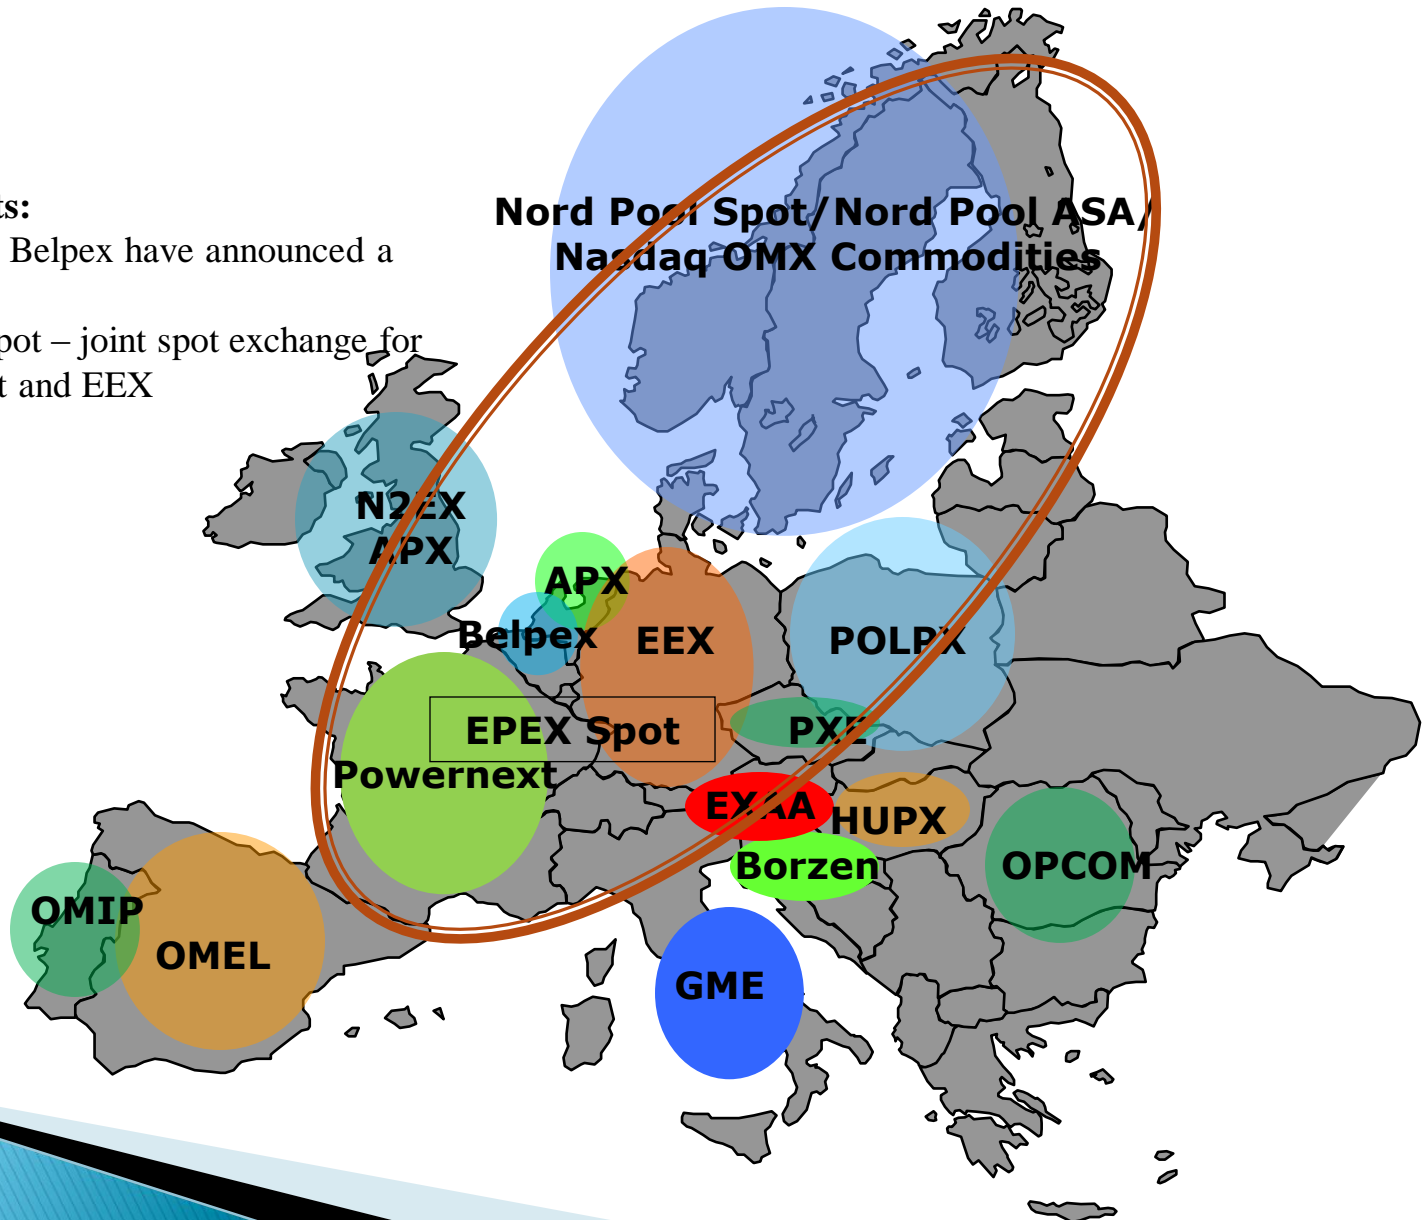 ts:
Belpex have announced a
pot – joint spot exchange for
t and EEX
Nord Pool Spot/Nord Pool ASA/
Nasdaq OMX Commodities
N2EX
APX
APX
Belpex
EEX
POLPX
EPEX Spot
PXE
Powernext
EXAA
HUPX
Borzen
OPCOM
OMIP
OMEL
GME